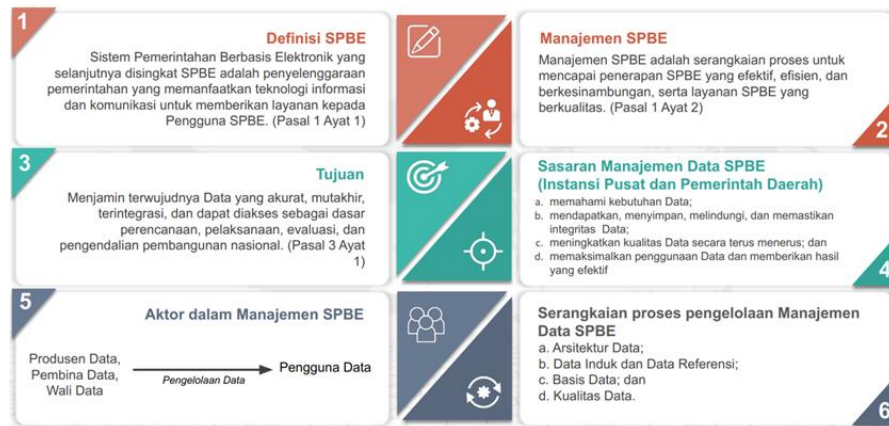 1
Definisi SPBE
Sistem Pemerintahan Berbasis Elektronik yang
selanjutnya disingkat SPBE adalah penyelenggaraan
pemerintahan yang memanfaatkan teknologi informasi
dan komunikasi untuk memberikan layanan kepada
Pengguna SPBE. (Pasal 1 Ayat 1)
Manajemen SPBE
Manajemen SPBE adalah serangkaian proses untuk
mencapai penerapan SPBE yang efektif, efisien, dan
berkesinambungan, serta layanan SPBE yang
berkualitas. (Pasal 1 Ayat 2)
2
3
Tujuan
Menjamin terwujudnya Data yang akurat, mutakhir,
terintegrasi, dan dapat diakses sebagai dasar
perencanaan, pelaksanaan, evaluasi, dan
pengendalian pembangunan nasional. (Pasal 3 Ayat
1)
Sasaran Manajemen Data SPBE
(Instansi Pusat dan Pemerintah Daerah)
a. memahami kebutuhan Data;
b. mendapatkan, menyimpan, melindungi, dan memastikan
integritas Data;
c. meningkatkan kualitas Data secara terus menerus; dan
d. memaksimalkan penggunaan Data dan memberikan hasil
yang efektif
4
5
Aktor dalam Manajemen SPBE
Produsen Data,
Pembina Data,
Wali Data
Pengelolaan Data
Pengguna Data
Serangkaian proses pengelolaan Manajemen
Data SPBE
a. Arsitektur Data;
b. Data Induk dan Data Referensi;
c. Basis Data; dan
d. Kualitas Data.
6